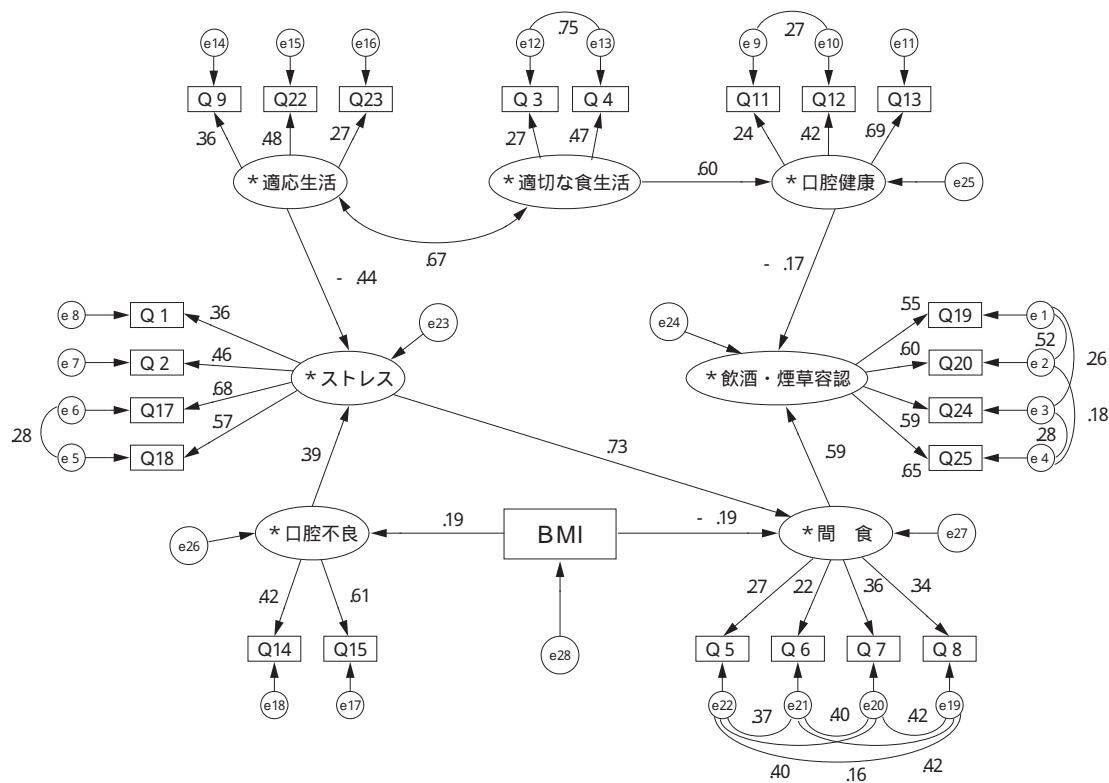 .75
.27
e14
e15
e16
e12
e13
e 9
e10
e11
Q 9
Q22
Q23
Q 3
Q 4
Q11
Q12
Q13
.36
.48
.27
.27
.47
.24
.42
.69
*適応生活
*適切な食生活
.60
*口腔健康
e25
.67
- .44
- .17
e 8
Q 1
.36
e23
e24
.55
Q19
e 1
.52
e 7
Q 2
.46
.60
Q20
e 2
.26
*ストレス
*飲酒・煙草容認
e 6
Q17
.68
.59
Q24
e 3
.18
.28
.57
.28
e 5
Q18
.65
Q25
e 4
.39
.73
.59
e26
*口腔不良
.19
BMI
- .19
*間 食
e27
.42
.61
.27
.22
.36
.34
Q14
Q15
e28
Q 5
Q 6
Q 7
Q 8
e18
e17
e22
.37
e21
.40
e20
.42
e19
.40
.16
.42